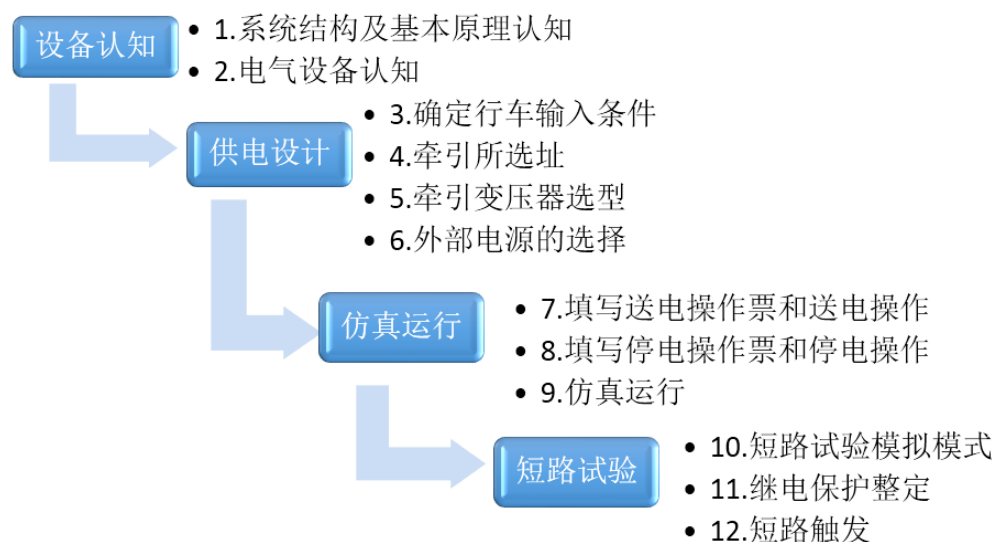 设备认知
• 1.系统结构及基本原理认知
• 2.电气设备认知
供电设计
• 3.确定行车输入条件
• 4.牵引所选址
• 5.牵引变压器选型
• 6.外部电源的选择
仿真运行
• 7.填写送电操作票和送电操作
• 8.填写停电操作票和停电操作
• 9.仿真运行
短路试验
• 10.短路试验模拟模式
• 11.继电保护整定
• 12.短路触发